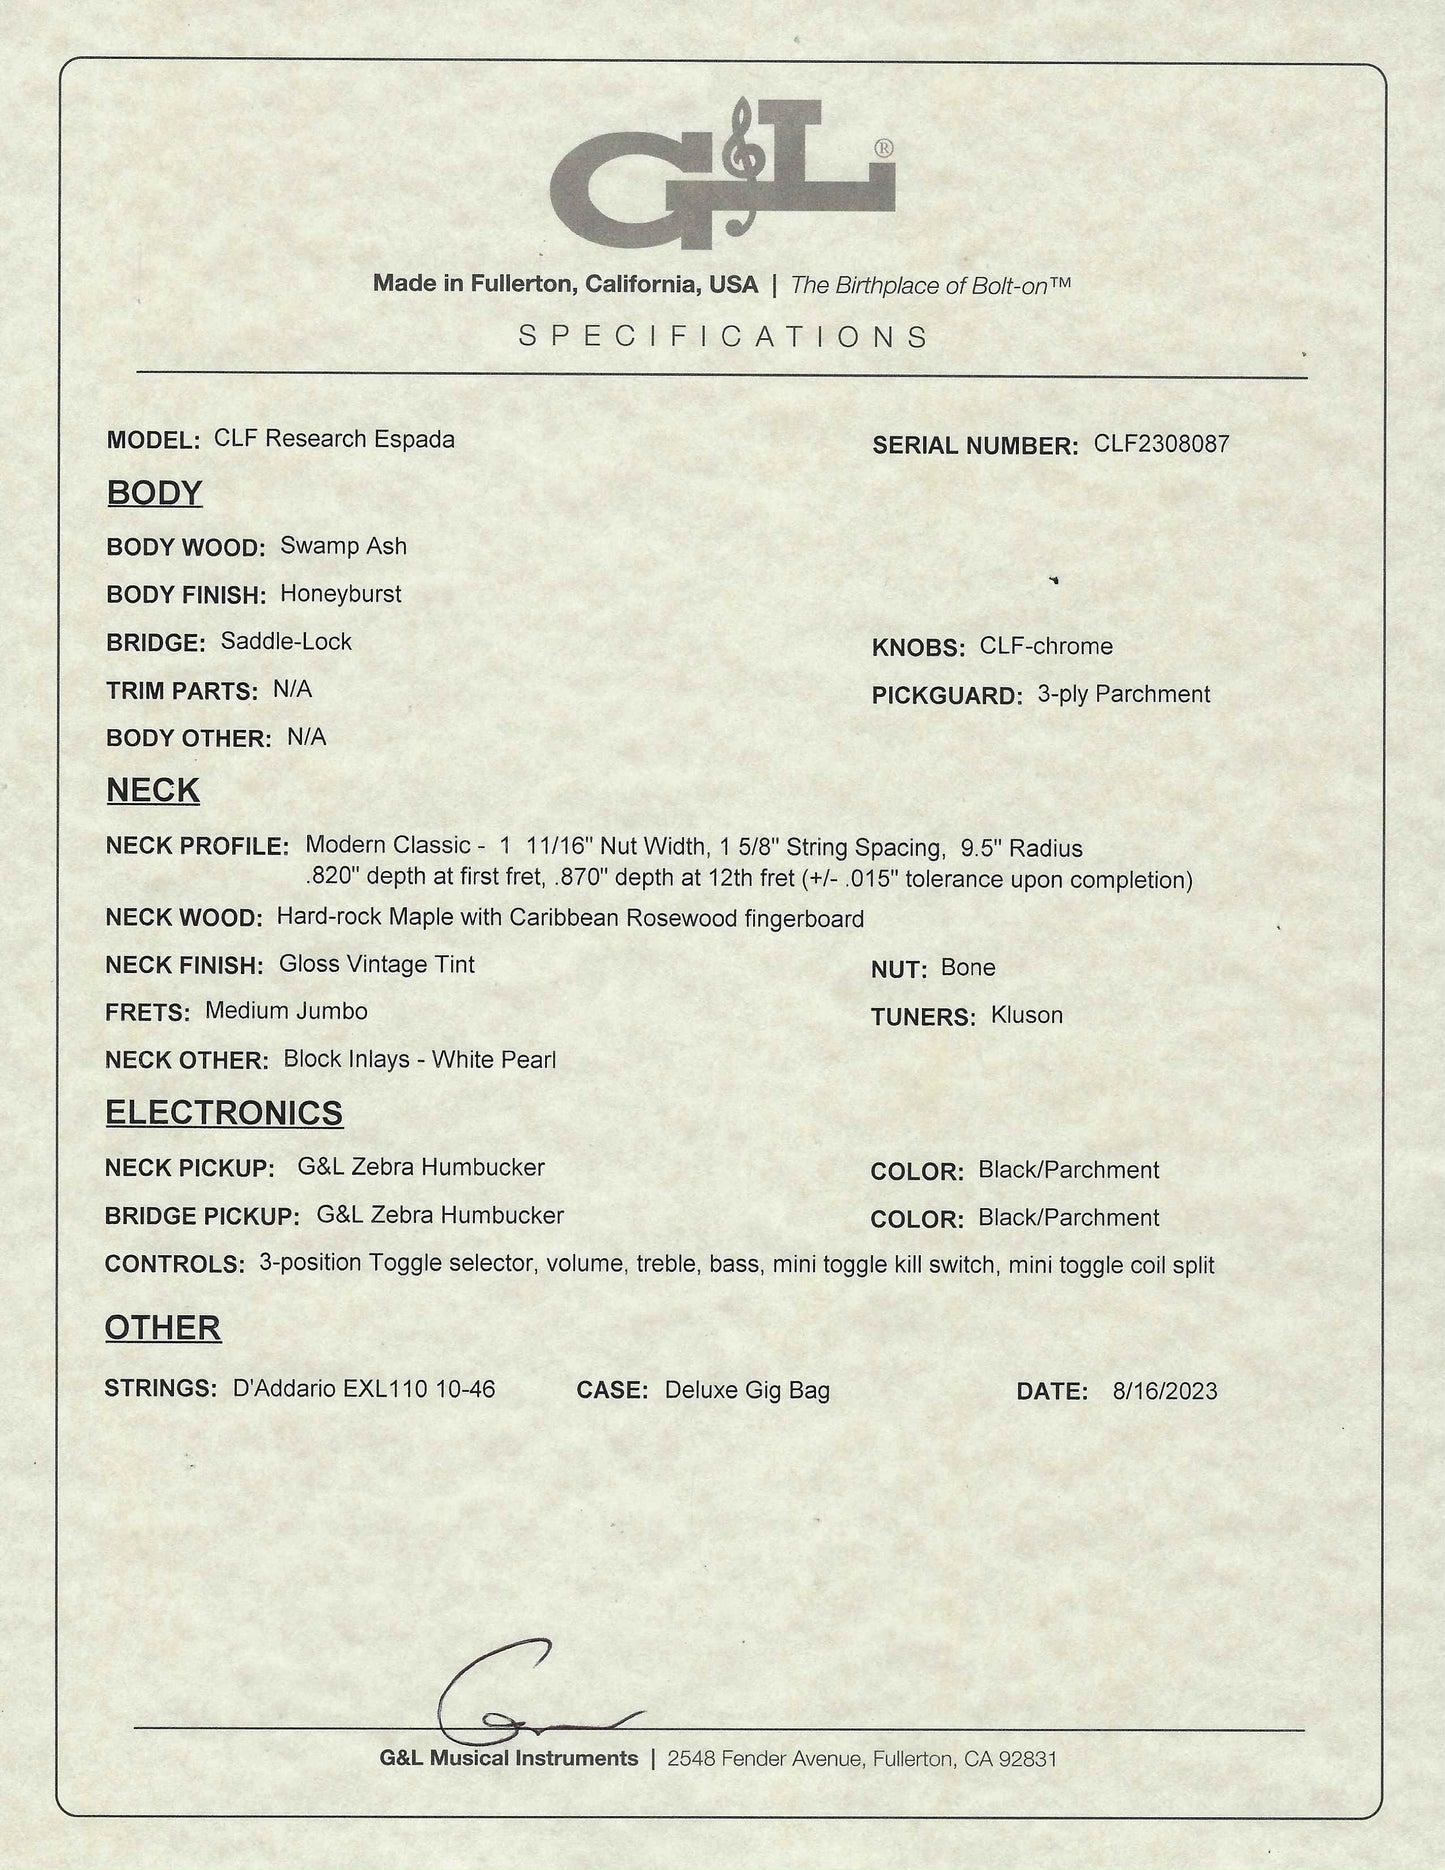 G&L®
Made in Fullerton, California, USA | The Birthplace of Bolt-on™
SPECIFICATIONS
MODEL: CLF Research Espada SERIAL NUMBER: CLF2308087
BODY
BODY WOOD: Swamp Ash
BODY FINISH: Honeyburst
BRIDGE: Saddle-Lock KNOBS: CLF-chrome
TRIM PARTS: N/A PICKGUARD: 3-ply Parchment
BODY OTHER: N/A
NECK
NECK PROFILE: Modern Classic - 1 11/16" Nut Width, 1 5/8" String Spacing, 9.5" Radius
.820" depth at first fret, .870" depth at 12th fret (+/- .015" tolerance upon completion)
NECK WOOD: Hard-rock Maple with Caribbean Rosewood fingerboard
NECK FINISH: Gloss Vintage Tint NUT: Bone
FRETS: Medium Jumbo TUNERS: Kluson
NECK OTHER: Block Inlays - White Pearl
ELECTRONICS
NECK PICKUP: G&L Zebra Humbucker COLOR: Black/Parchment
BRIDGE PICKUP: G&L Zebra Humbucker COLOR: Black/Parchment
CONTROLS: 3-position Toggle selector, volume, treble, bass, mini toggle kill switch, mini toggle coil split
OTHER
STRINGS: D'Addario EXL110 10-46 CASE: Deluxe Gig Bag DATE: 8/16/2023
G&L Musical Instruments | 2548 Fender Avenue, Fullerton, CA 92831